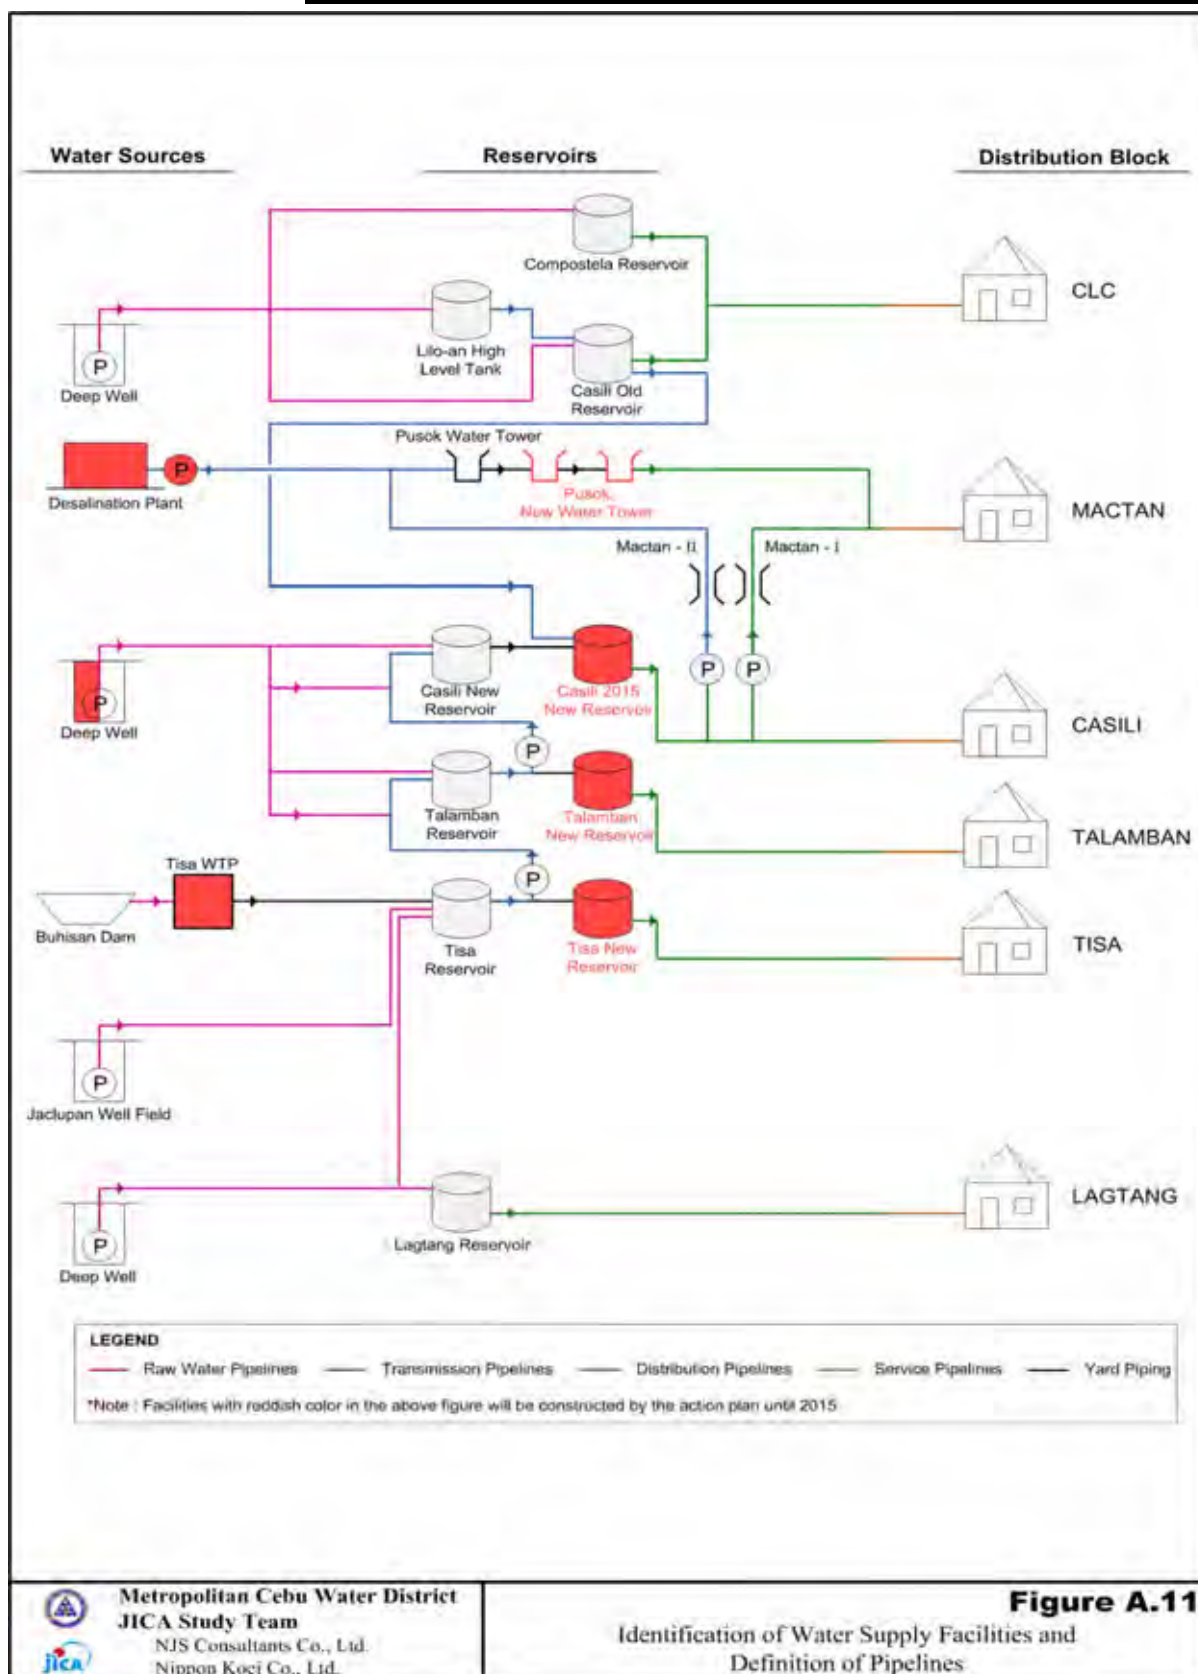 Water Sources
Reservoirs
Distribution Block
Compostela Reservoir
CLC
Lilo-an High
Level Tank
P
Deep Well
Casili Old
Reservoir
Pusok Water Tower
P
Desalination Plant
Pusok,
New Water Tower
MACTAN
Mactan - II
Mactan - I
P
Deep Well
Casili New
Reservoir
Casili 2015
New Reservoir
P
P
CASILI
P
Talamban
Reservoir
Talamban
New Reservoir
TALAMBAN
Tisa WTP
P
Buhisan Dam
Tisa
Reservoir
Tisa New
Reservoir
TISA
P
Jaclupan Well Field
P
Deep Well
Lagtang Reservoir
LAGTANG
LEGEND
Raw Water Pipelines
Transmission Pipelines
Distribution Pipelines
Service Pipelines
Yard Piping
*Note : Facilities with reddish color in the above figure will be constructed by the action plan until 2015
Metropolitan Cebu Water District
JICA Study Team
NJS Consultants Co., Ltd.
Nippon Koei Co., Ltd.
jica
Figure A.11
Identification of Water Supply Facilities and
Definition of Pipelines